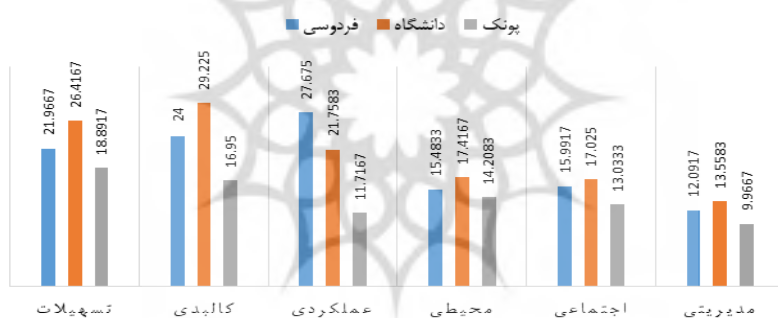 فردوسی دانشگاه پونک
21.9667 26.4167 18.8917 24 29.225 16.95 27.675 21.7583 11.7167 15.4833 17.4167 14.2083 15.9917 17.025 13.0333 12.0917 13.5583 9.9667
تسهیلات کالبدی عملکردی محیطی اجتماعی مدیریتی